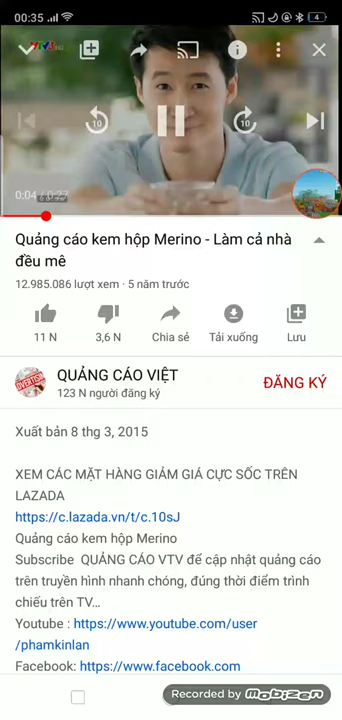 00:35
4
VTV3
10
10
0:04 / 0:27
Quảng cáo kem hộp Merino - Làm cả nhà
đều mê
12.985.086 lượt xem · 5 năm trước
11 N
3,6 N
Chia sẻ
Tải xuống
Lưu
QUẢNG CÁO VIỆT
123 N người đăng ký
ĐĂNG KÝ
Xuất bản 8 thg 3, 2015
XEM CÁC MẶT HÀNG GIẢM GIÁ CỰC SỐC TRÊN
LAZADA
https://c.lazada.vn/t/c.10sJ
Quảng cáo kem hộp Merino
Subscribe QUẢNG CÁO VTV để cập nhật quảng cáo
trên truyền hình nhanh chóng, đúng thời điểm trình
chiếu trên TV...
Youtube : https://www.youtube.com/user
/phamkinlan
Facebook: https://www.facebook.com
Recorded by mobizen